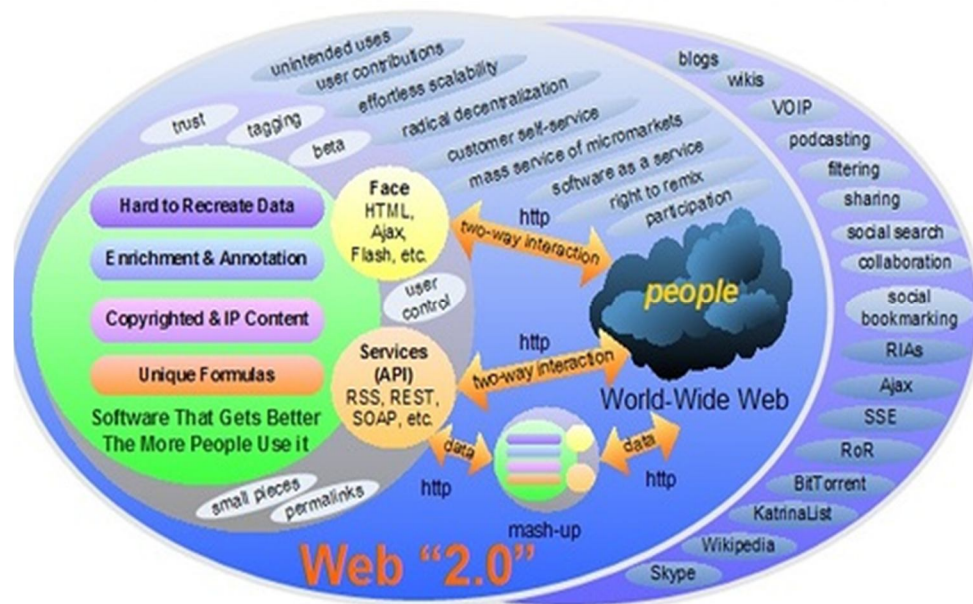 unintended uses
user contributions
effortless scalability
radical decentralization
customer self-service
mass service of micromarkets
software as a service
right to remix
participation
trust
tagging
beta
Hard to Recreate Data
Enrichment & Annotation
Copyrighted & IP Content
Unique Formulas
Software That Gets Better
The More People Use it
Face
HTML,
Ajax,
Flash, etc.
user
control
Services
(API)
RSS, REST,
SOAP, etc.
http
two-way interaction
http
two-way interaction
people
World-Wide Web
data
http
data
http
mash-up
small pieces
permalinks
Web “2.0”
blogs
wikis
VOIP
podcasting
filtering
sharing
social search
collaboration
social
bookmarking
RIAs
Ajax
SSE
RoR
BitTorrent
KatrinaList
Wikipedia
Skype